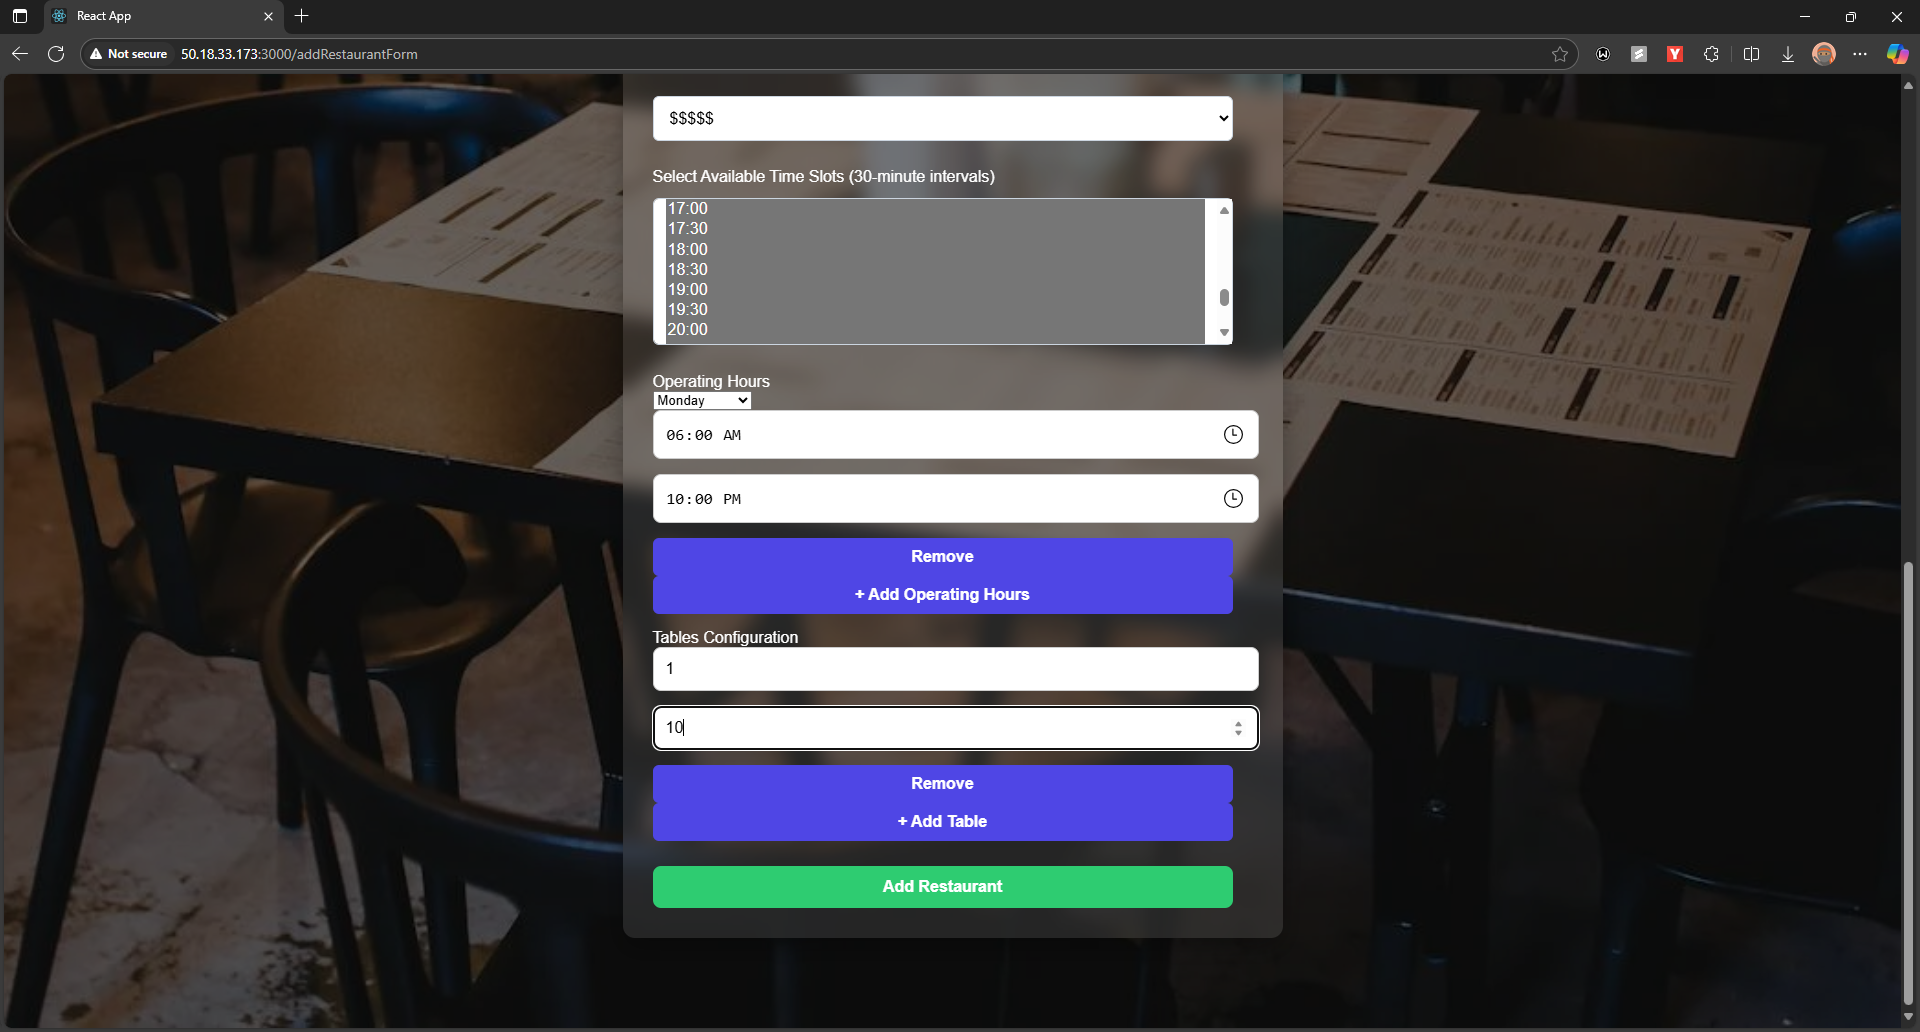 React App
Not secure
50.18.33.173:3000/addRestaurantForm
$$$$$
Select Available Time Slots (30-minute intervals)
17:00
17:30
18:00
18:30
19:00
19:30
20:00
Operating Hours
Monday
06:00 AM
10:00 PM
Remove
+ Add Operating Hours
Tables Configuration
1
10
Remove
+ Add Table
Add Restaurant